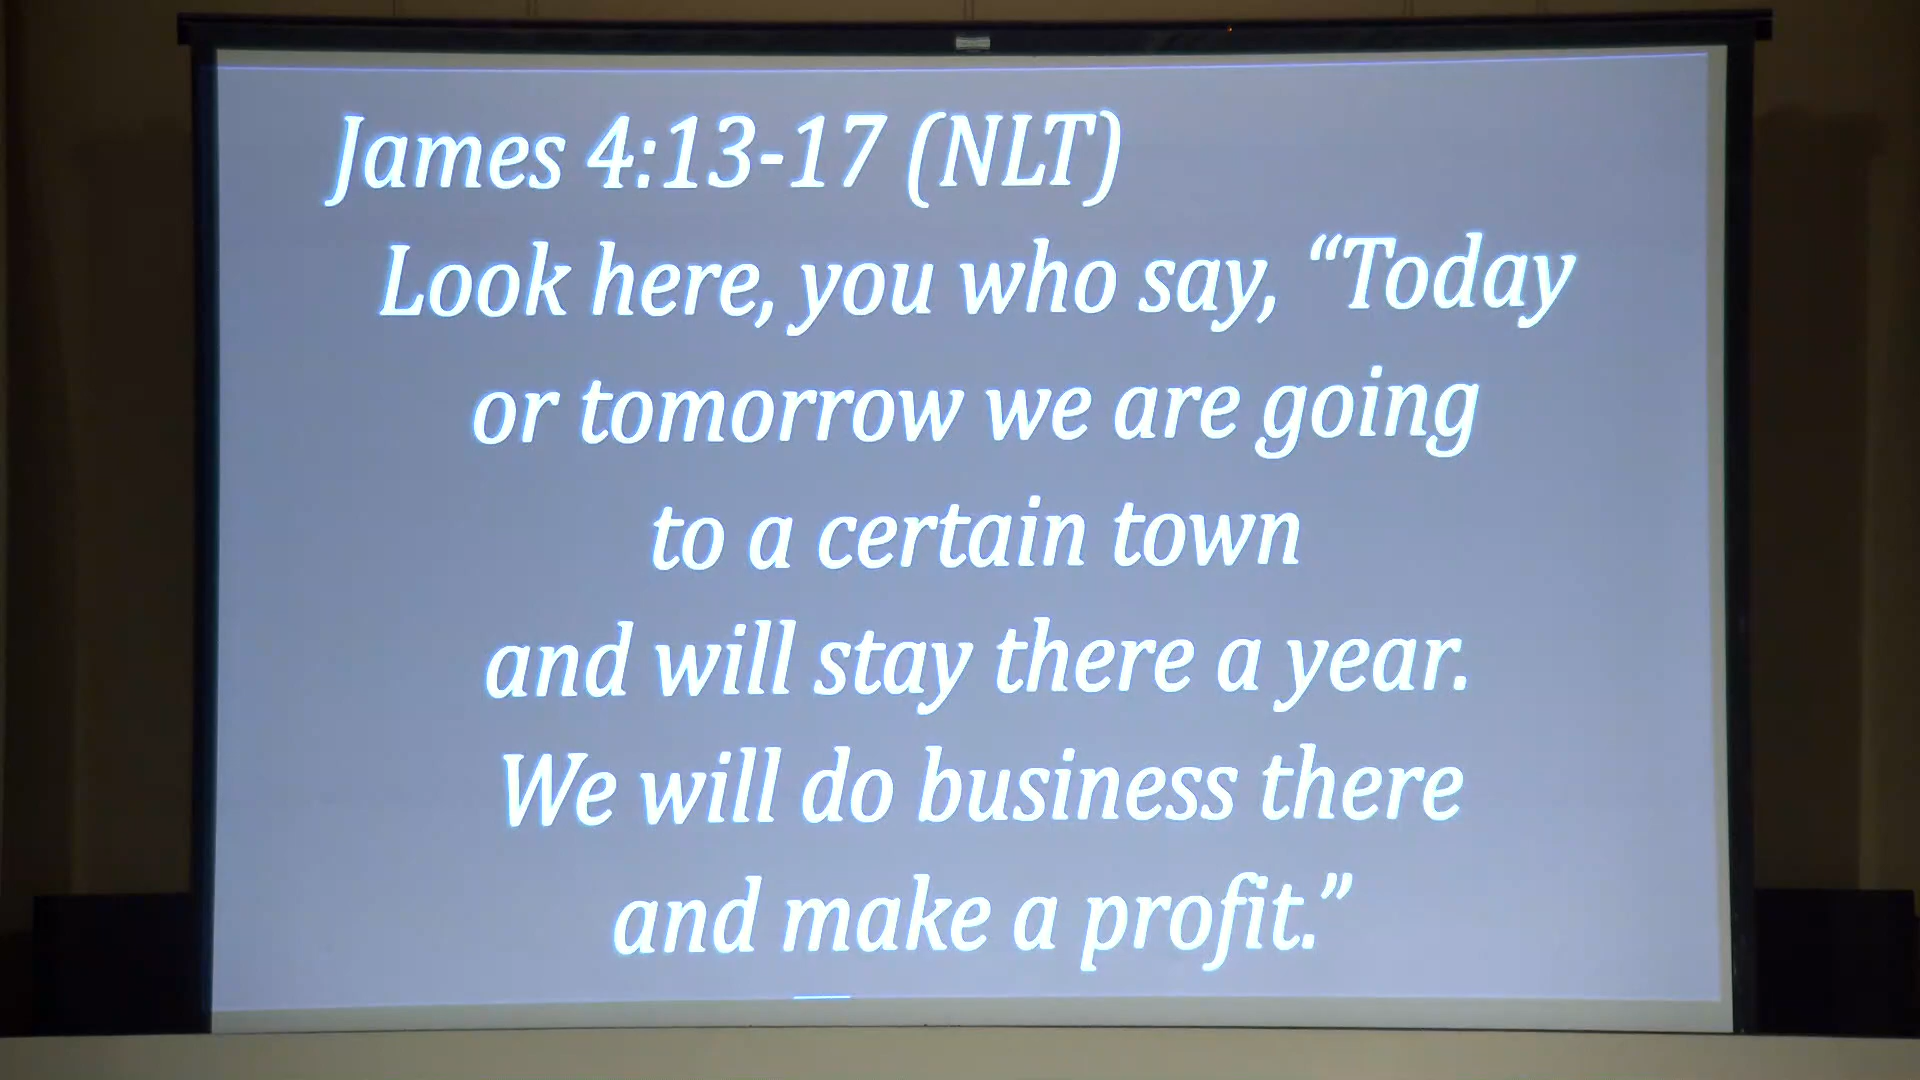 James 4:13-17 (NLT)
Look here, you who say, “Today
or tomorrow we are going
to a certain town
and will stay there a year.
We will do business there
and make a profit.”